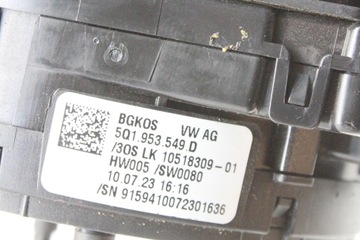 BGKOS VW AG
5Q1.953.549 D
/30S LK 10518309-01
HW005 /SW0080
10.07.23 16:16
/SN 9159410072301636